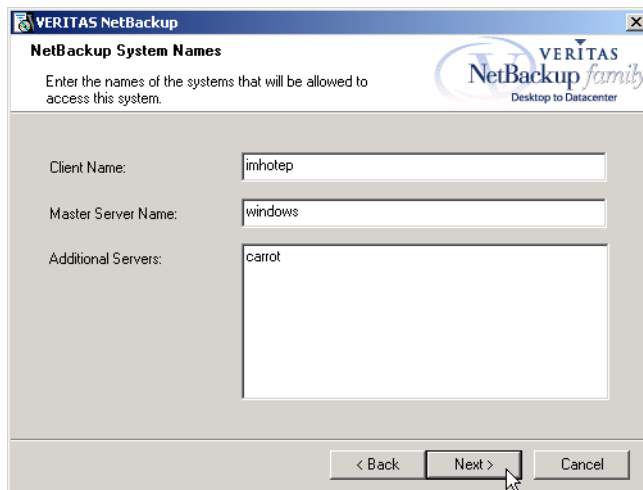 VERITAS NetBackup
NetBackup System Names
Enter the names of the systems that will be allowed to
access this system.
VERITAS
NetBackup family
Desktop to Datacenter
Client Name:
imhotep
Master Server Name:
windows
Additional Servers:
carrot
< Back
Next >
Cancel